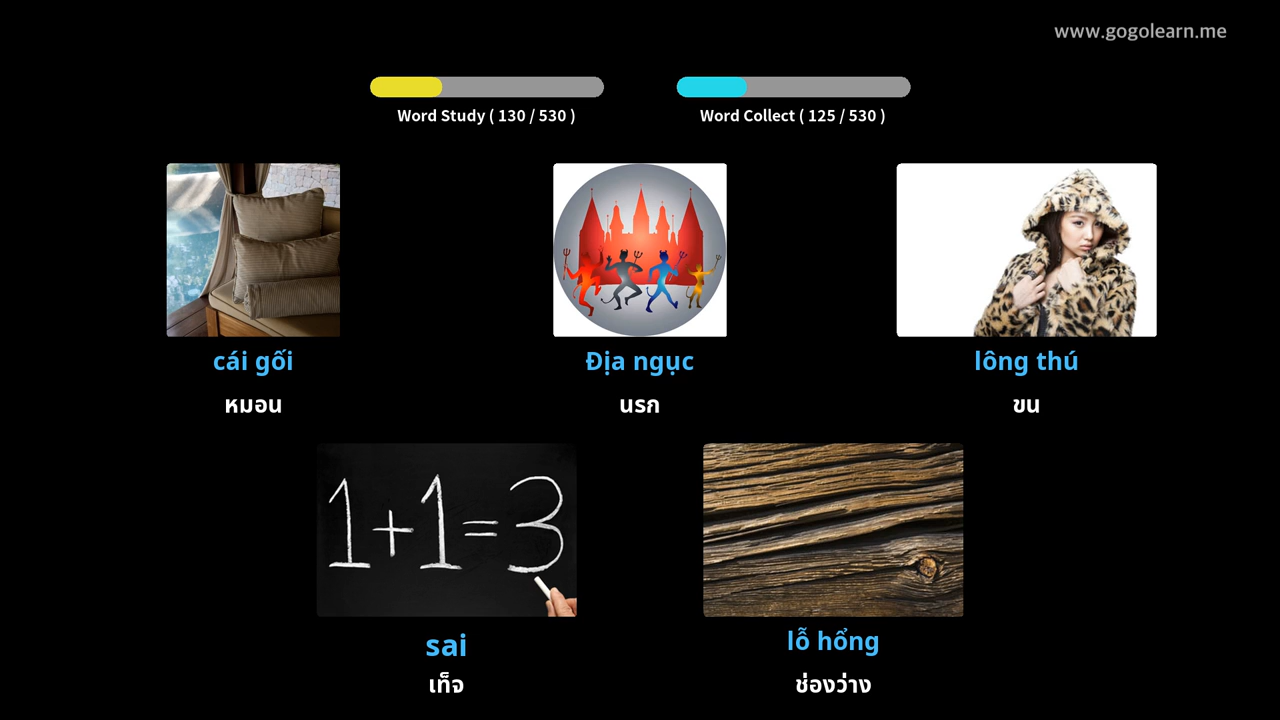 www.gogolearn.me
Word Study ( 130 / 530 )
Word Collect ( 125 / 530 )
cái gối
Địa ngục
lông thú
หมอน
นรก
ขน
1+1=3
sai
lỗ hổng
เท็จ
ช่องว่าง